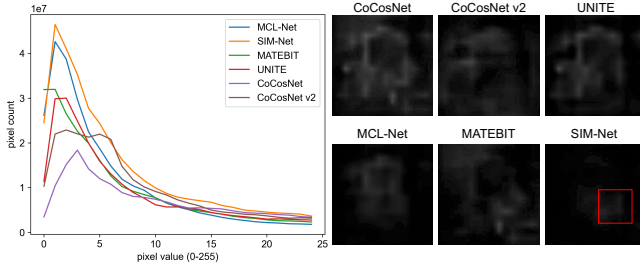 1e7
pixel count
5
4
3
2
1
0
0 5 10 15 20 25
pixel value (0-255)
MCL-Net
SIM-Net
MATEBIT
UNITE
CoCosNet
CoCosNet v2
CoCosNet CoCosNet v2 UNITE
MCL-Net MATEBIT SIM-Net